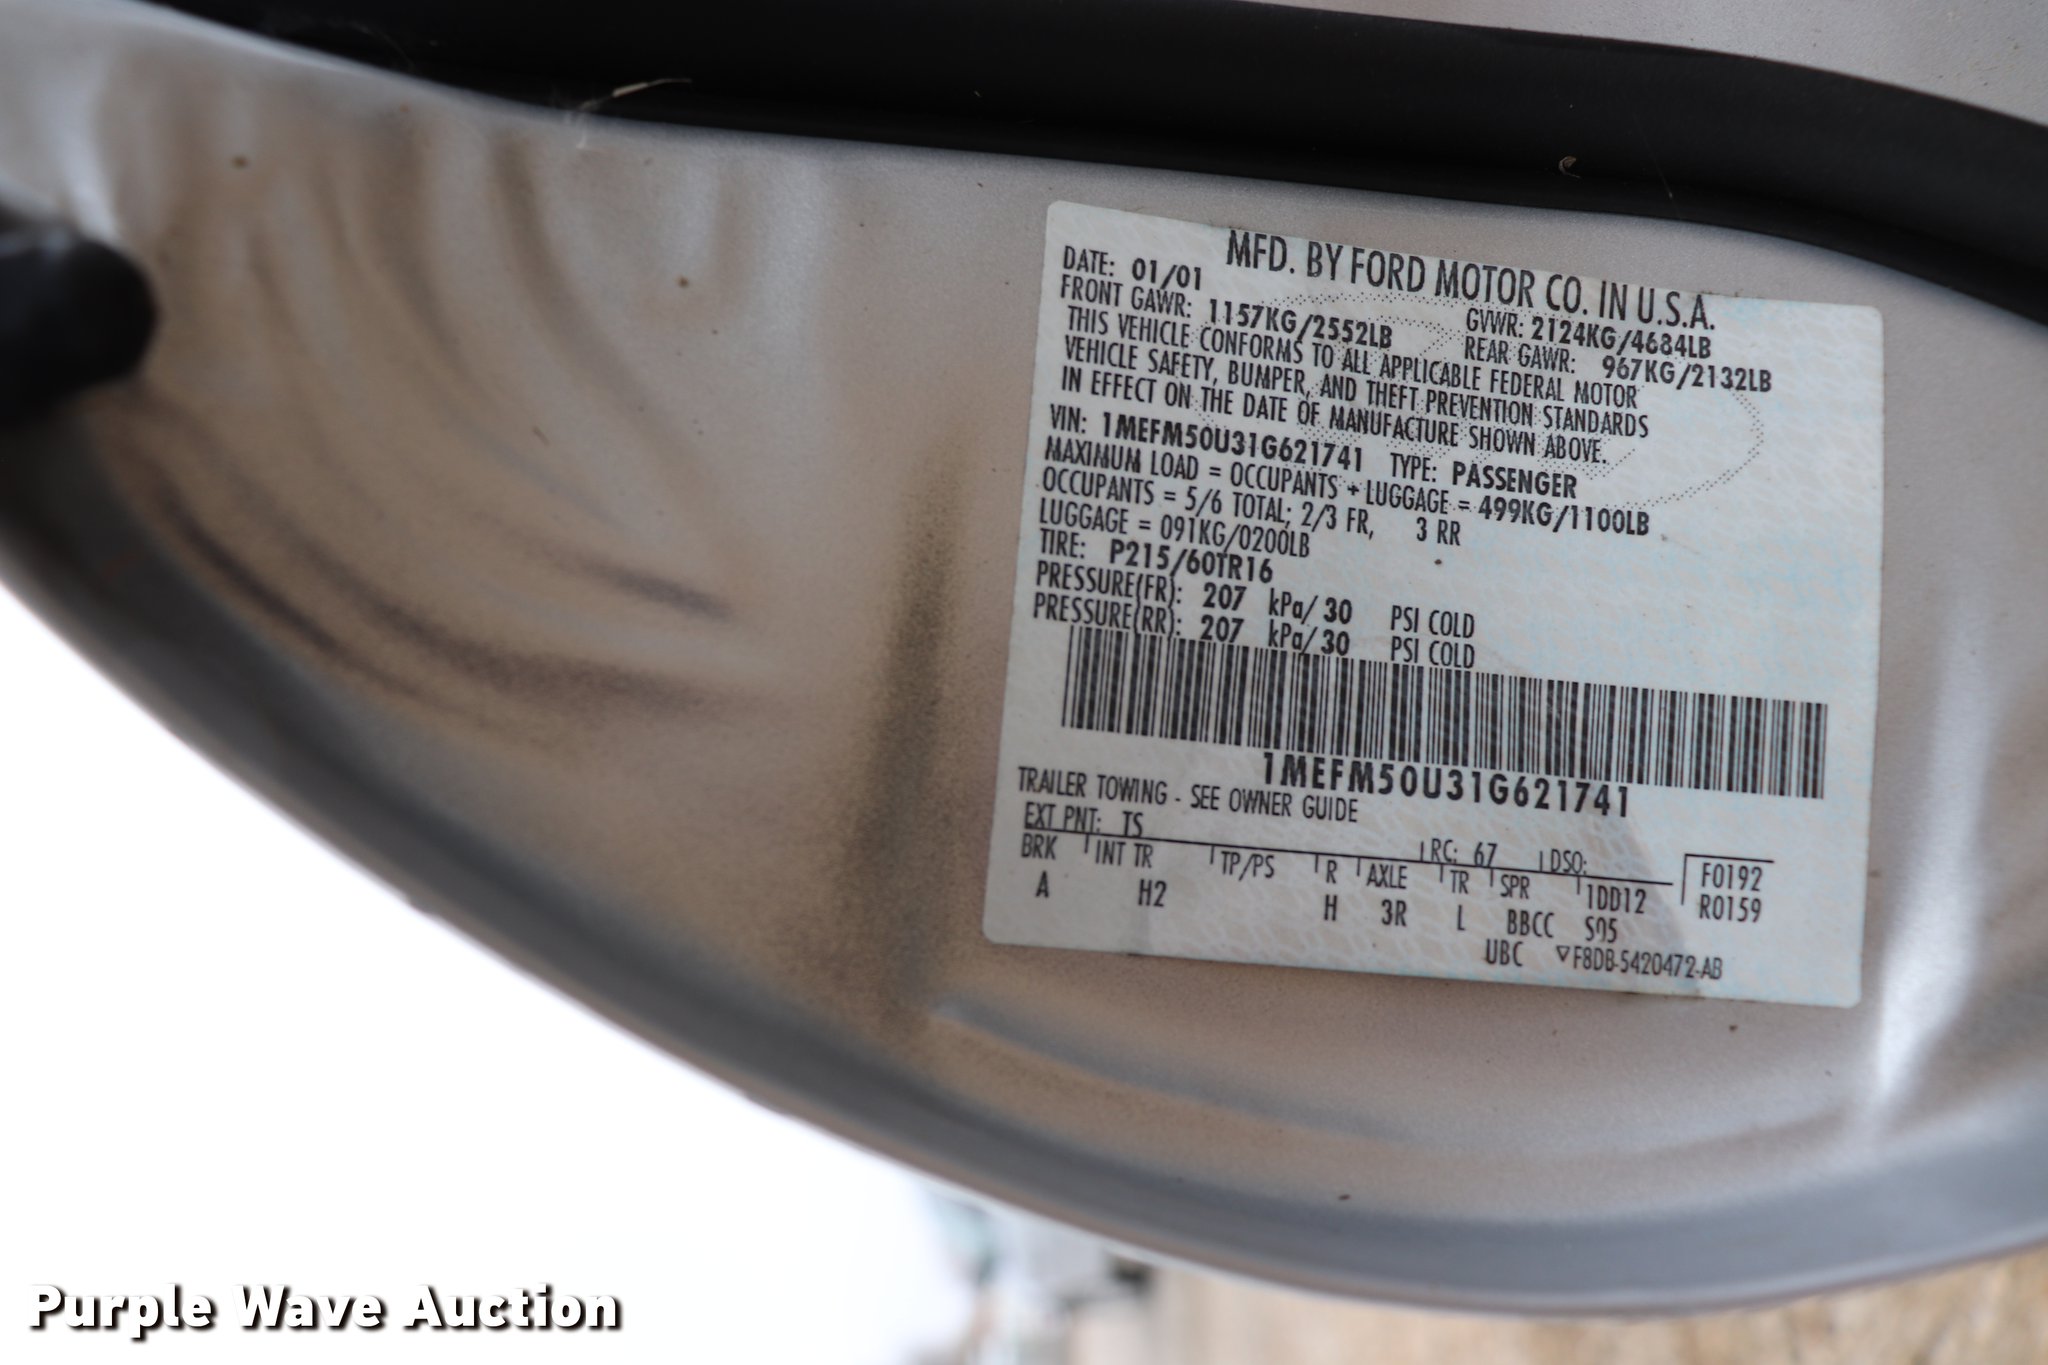 MFD. BY FORD MOTOR CO. IN U.S.A.
DATE: 01/01 GVWR: 2124KG/4684LB
FRONT GAWR: 1157KG/2552LB REAR GAWR: 967KG/2132LB
THIS VEHICLE CONFORMS TO ALL APPLICABLE FEDERAL MOTOR
VEHICLE SAFETY, BUMPER, AND THEFT PREVENTION STANDARDS
IN EFFECT ON THE DATE OF MANUFACTURE SHOWN ABOVE.
VIN: 1MEFM50U31G621741 TYPE: PASSENGER
MAXIMUM LOAD = OCCUPANTS + LUGGAGE = 499KG/1100LB
OCCUPANTS = 5/6 TOTAL; 2/3 FR, 3 RR
LUGGAGE = 091KG/0200LB
TIRE: P215/60TR16
PRESSURE(FR): 207 kPa/ 30 PSI COLD
PRESSURE(RR): 207 kPa/ 30 PSI COLD
1MEFM50U31G621741
TRAILER TOWING - SEE OWNER GUIDE
EXT PNT: TS RC: 67 DSO: F0192
BRK INT TR TP/PS R AXLE TR SPR 1DD12 R0159
A H2 H 3R L BBCC S05
UBC ▽F8DB-5420472-AB
Purple Wave Auction